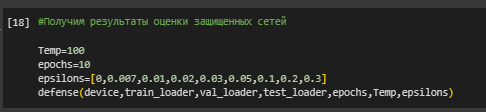 [18] #Получим результаты оценки защищенных сетей
Temp=100
epochs=10
epsilons=[0,0.007,0.01,0.02,0.03,0.05,0.1,0.2,0.3]
defense(device,train_loader,val_loader,test_loader,epochs,Temp,epsilons)